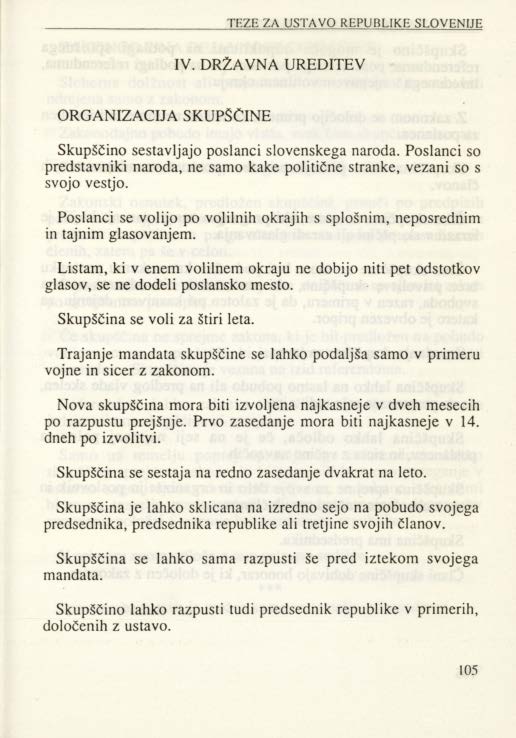 TEZE ZA USTAVO REPUBLIKE SLOVENIJE
IV. DRŽAVNA UREDITEV
ORGANIZACIJA SKUPŠČINE
Skupščino sestavljajo poslanci slovenskega naroda. Poslanci so
predstavniki naroda, ne samo kake politične stranke, vezani so s
svojo vestjo.
Poslanci se volijo po volilnih okrajih s splošnim, neposrednim
in tajnim glasovanjem.
Listam, ki v enem volilnem okraju ne dobijo niti pet odstotkov
glasov, se ne dodeli poslansko mesto.
Skupščina se voli za štiri leta.
Trajanje mandata skupščine se lahko podaljša samo v primeru
vojne in sicer z zakonom.
Nova skupščina mora biti izvoljena najkasneje v dveh mesecih
po razpustu prejšnje. Prvo zasedanje mora biti najkasneje v 14.
dneh po izvolitvi.
Skupščina se sestaja na redno zasedanje dvakrat na leto.
Skupščina je lahko sklicana na izredno sejo na pobudo svojega
predsednika, predsednika republike ali tretjine svojih članov.
Skupščina se lahko sama razpusti še pred iztekom svojega
mandata.
Skupščino lahko razpusti tudi predsednik republike v primerih,
določenih z ustavo.
105